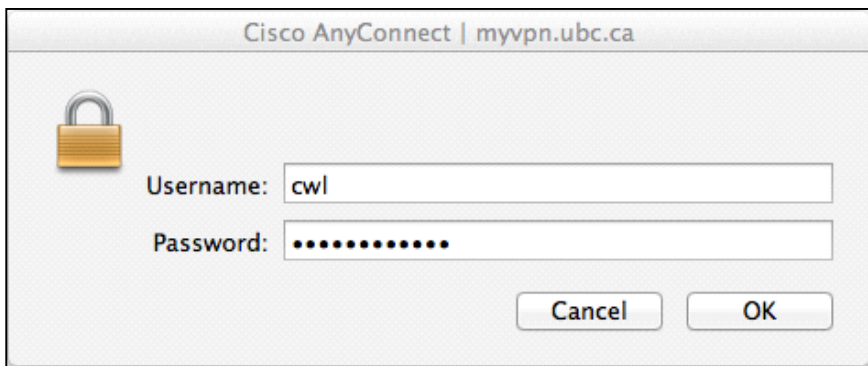 Cisco AnyConnect | myvpn.ubc.ca
Username: cwl
Password: ••••••••••••
Cancel OK